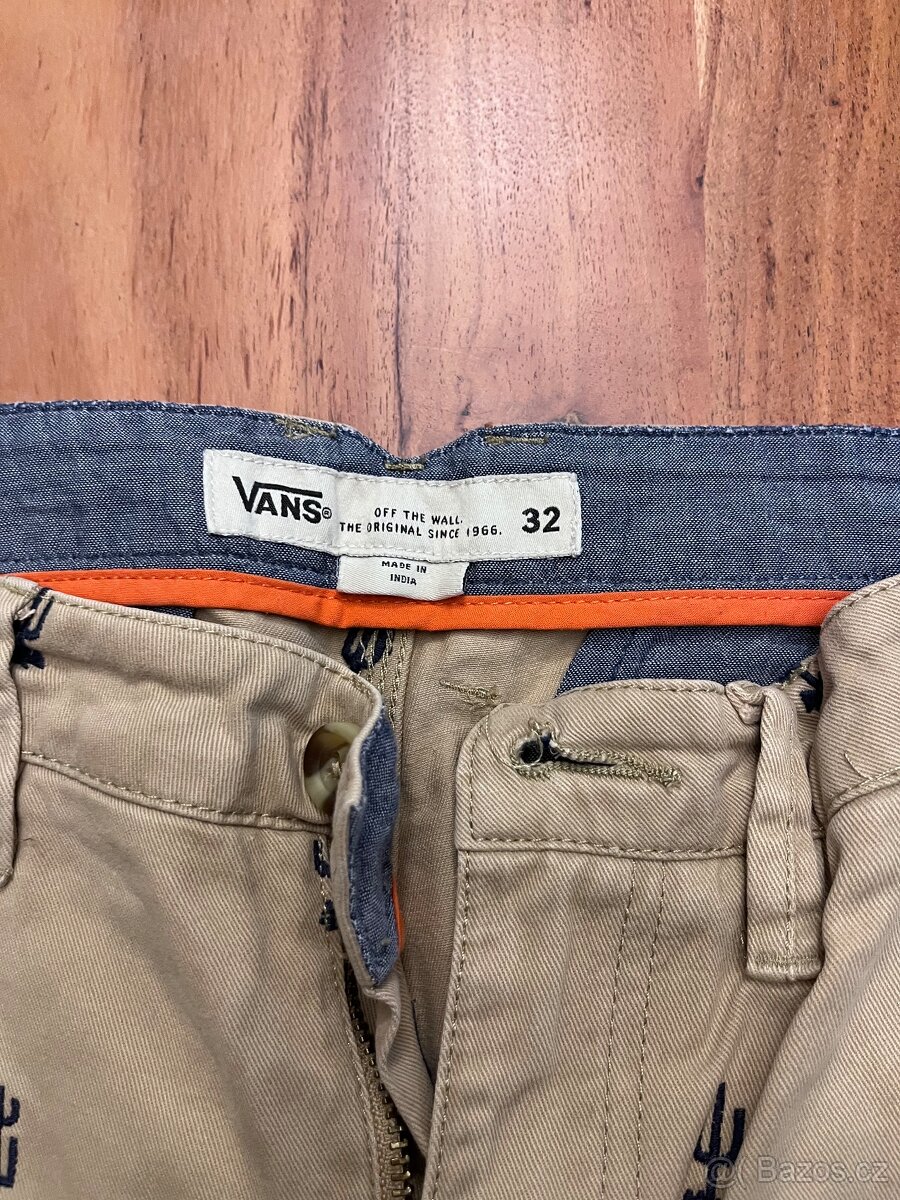 VANS®
OFF THE WALL.
THE ORIGINAL SINCE 1966.
32
MADE IN
INDIA
Bazos.cz